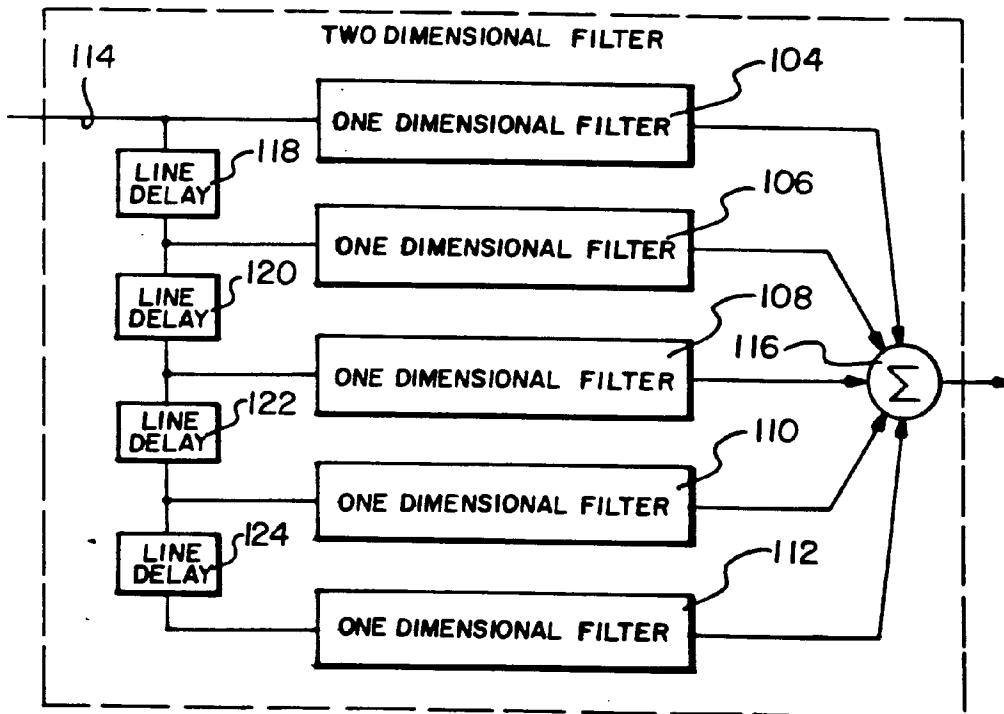 TWO DIMENSIONAL FILTER
114
104
ONE DIMENSIONAL FILTER
118
LINE
DELAY
106
ONE DIMENSIONAL FILTER
120
LINE
DELAY
108
116
ONE DIMENSIONAL FILTER
Σ
122
LINE
DELAY
110
ONE DIMENSIONAL FILTER
124
LINE
DELAY
112
ONE DIMENSIONAL FILTER